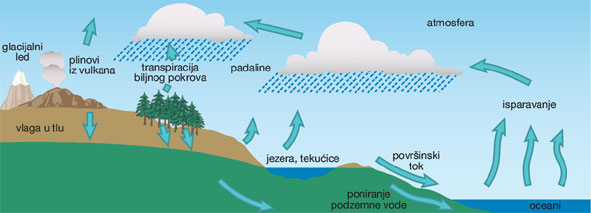 atmosfera
glacijalni
led
plinovi
iz vulkana
transpiracija
biljnog pokrova
padaline
isparavanje
vlaga u tlu
jezera, tekućice
površinski
tok
poniranje
podzemne vode
oceani